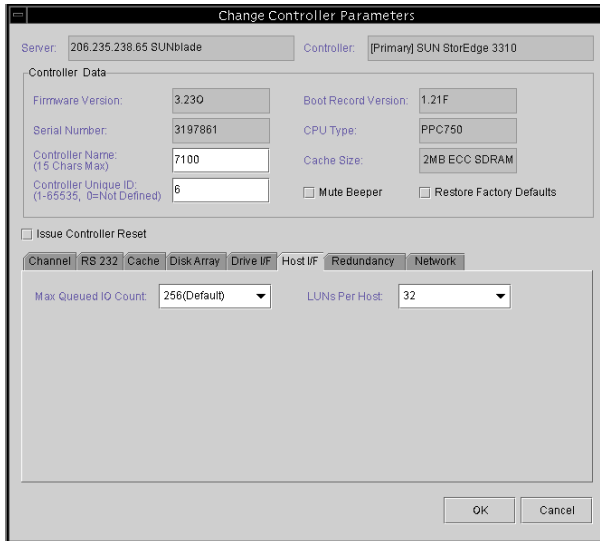 Change Controller Parameters
Server: 206.235.238.65 SUNblade Controller: [Primary] SUN StorEdge 3310
Controller Data
Firmware Version: 3.23Q Boot Record Version: 1.21F
Serial Number: 3197861 CPU Type: PPC750
Controller Name: (15 Chars Max) 7100 Cache Size: 2MB ECC SDRAM
Controller Unique ID: (1-65535, 0=Not Defined) 6 Mute Beeper Restore Factory Defaults
Issue Controller Reset
Channel RS 232 Cache Disk Array Drive I/F Host I/F Redundancy Network
Max Queued IO Count: 256(Default) LUNs Per Host: 32
OK Cancel